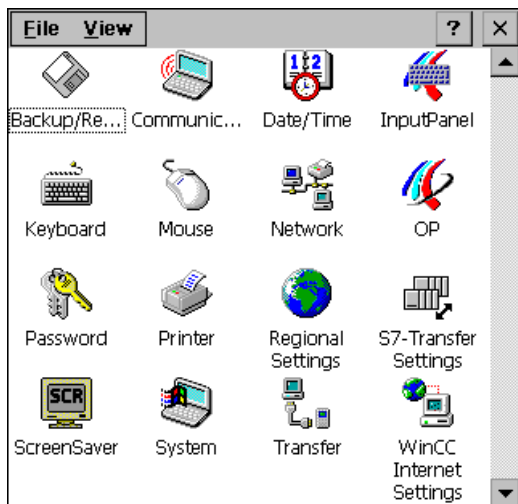 File View ?
Backup/Re... Communic... Date/Time InputPanel
Keyboard Mouse Network OP
Password Printer Regional Settings S7-Transfer Settings
SCR
ScreenSaver System Transfer WinCC Internet Settings